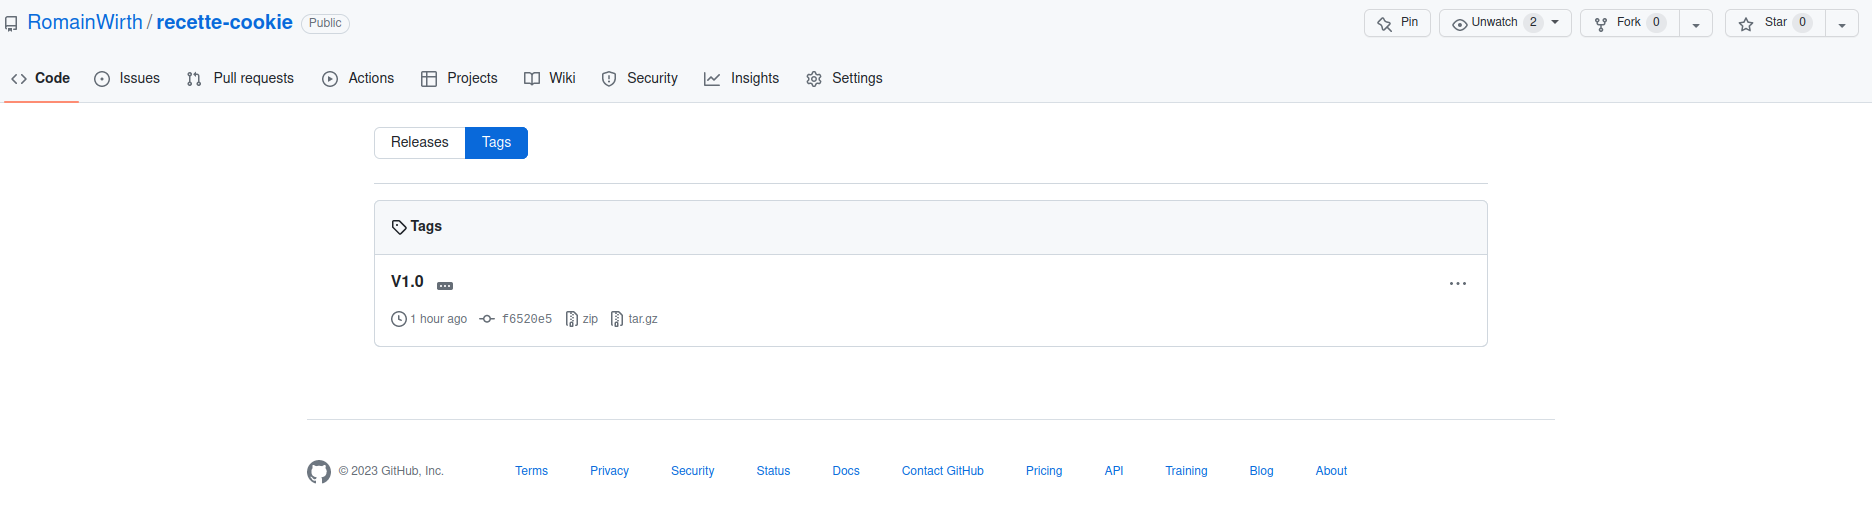 RomainWirth / recette-cookie Public Pin Unwatch 2 Fork 0 Star 0
Code Issues Pull requests Actions Projects Wiki Security Insights Settings
Releases Tags
Tags
V1.0
1 hour ago f6520e5 zip tar.gz
© 2023 GitHub, Inc. Terms Privacy Security Status Docs Contact GitHub Pricing API Training Blog About